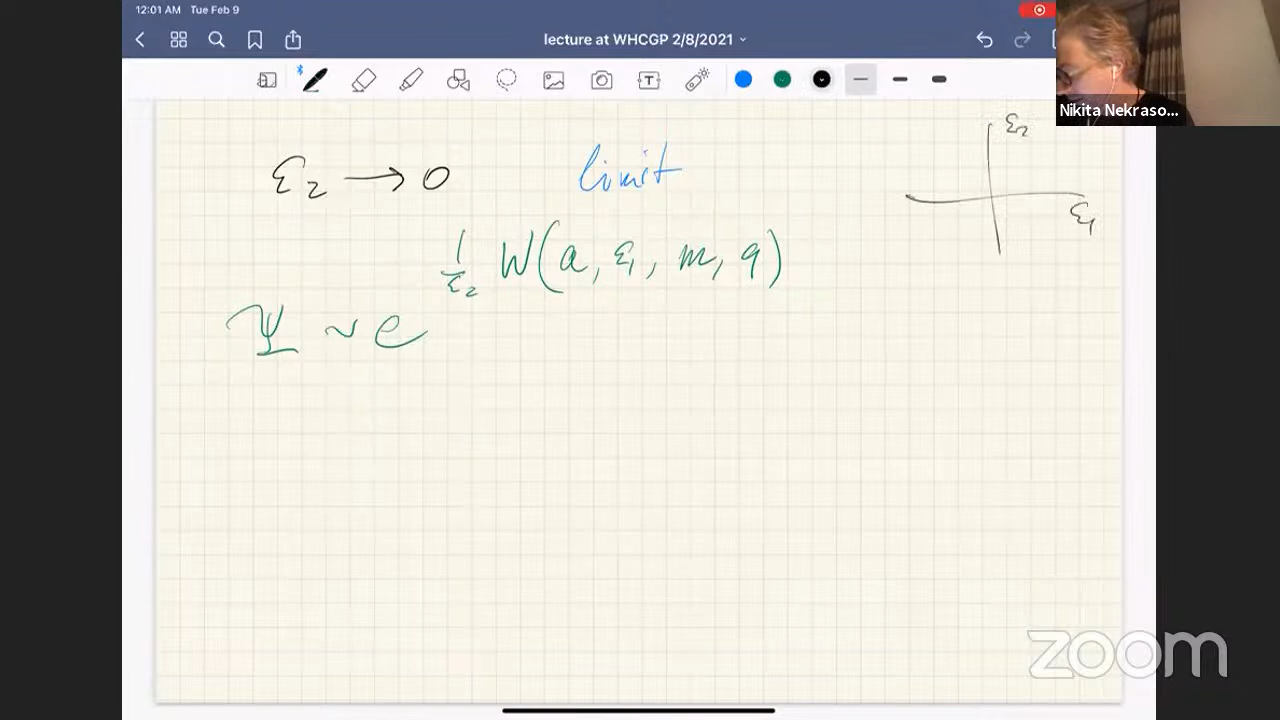 12:01 AM Tue Feb 9
lecture at WHCGP 2/8/2021
Nikita Nekraso...
ε₂
ε₂ → 0 limit
ε₁
1/ε₂ W(a, ε₁, m, q)
Ψ ~ e
zoom